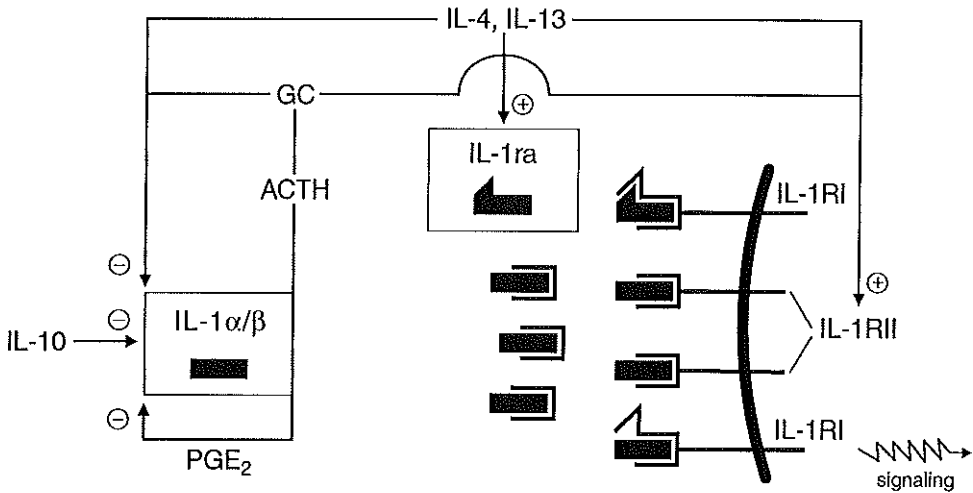 IL-4, IL-13
GC
⊕
IL-1ra
ACTH
IL-1RI
⊖
⊕
⊖
IL-1α/β
IL-10
IL-1RII
⊖
IL-1RI
PGE₂
signaling